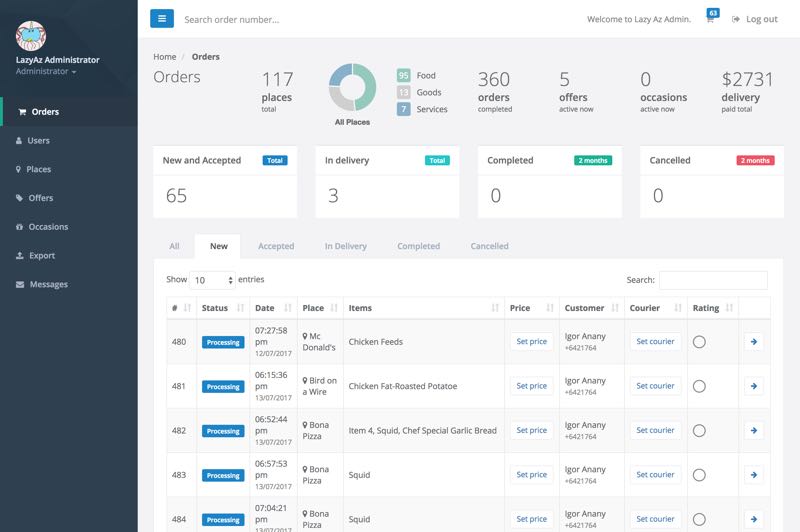 LazyAz Administrator
Administrator
Orders
Users
Places
Offers
Occasions
Export
Messages
Search order number...
Welcome to Lazy Az Admin.
63
Log out
Home / Orders
Orders
117
places
total
All Places
95 Food
13 Goods
7 Services
360
orders
completed
5
offers
active now
0
occasions
active now
$2731
delivery
paid total
New and Accepted Total
65
In delivery Total
3
Completed 2 months
0
Cancelled 2 months
0
All New Accepted In Delivery Completed Cancelled
Show 10 entries
Search:
# Status Date Place Items Price Customer Courier Rating
480 Processing 07:27:58 pm 12/07/2017 Mc Donald's Chicken Feeds Set price Igor Anany +6421764 Set courier
481 Processing 06:15:36 pm 13/07/2017 Bird on a Wire Chicken Fat-Roasted Potatoe Set price Igor Anany +6421764 Set courier
482 Processing 06:52:44 pm 13/07/2017 Bona Pizza Item 4, Squid, Chef Special Garlic Bread Set price Igor Anany +6421764 Set courier
483 Processing 06:57:53 pm 13/07/2017 Bona Pizza Squid Set price Igor Anany +6421764 Set courier
484 Processing 07:04:21 pm 13/07/2017 Bona Pizza Squid Set price Igor Anany +6421764 Set courier